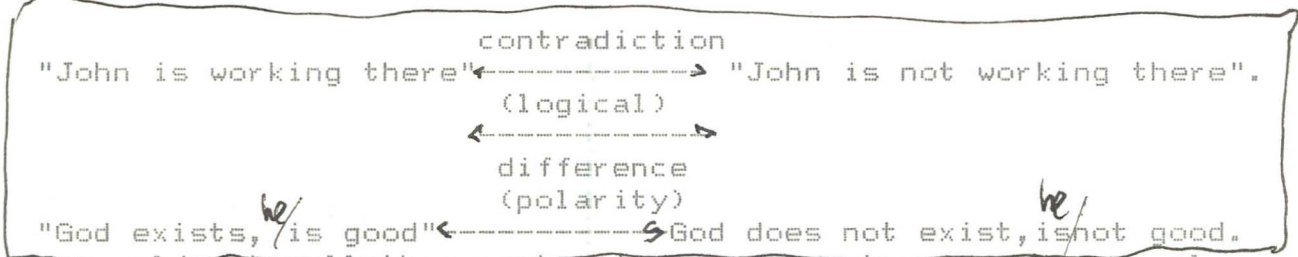 contradiction
"John is working there"<----------> "John is not working there".
(logical)
<---------->
difference
(polarity)
he/ he/
"God exists, /is good"<---------->God does not exist,is/not good.